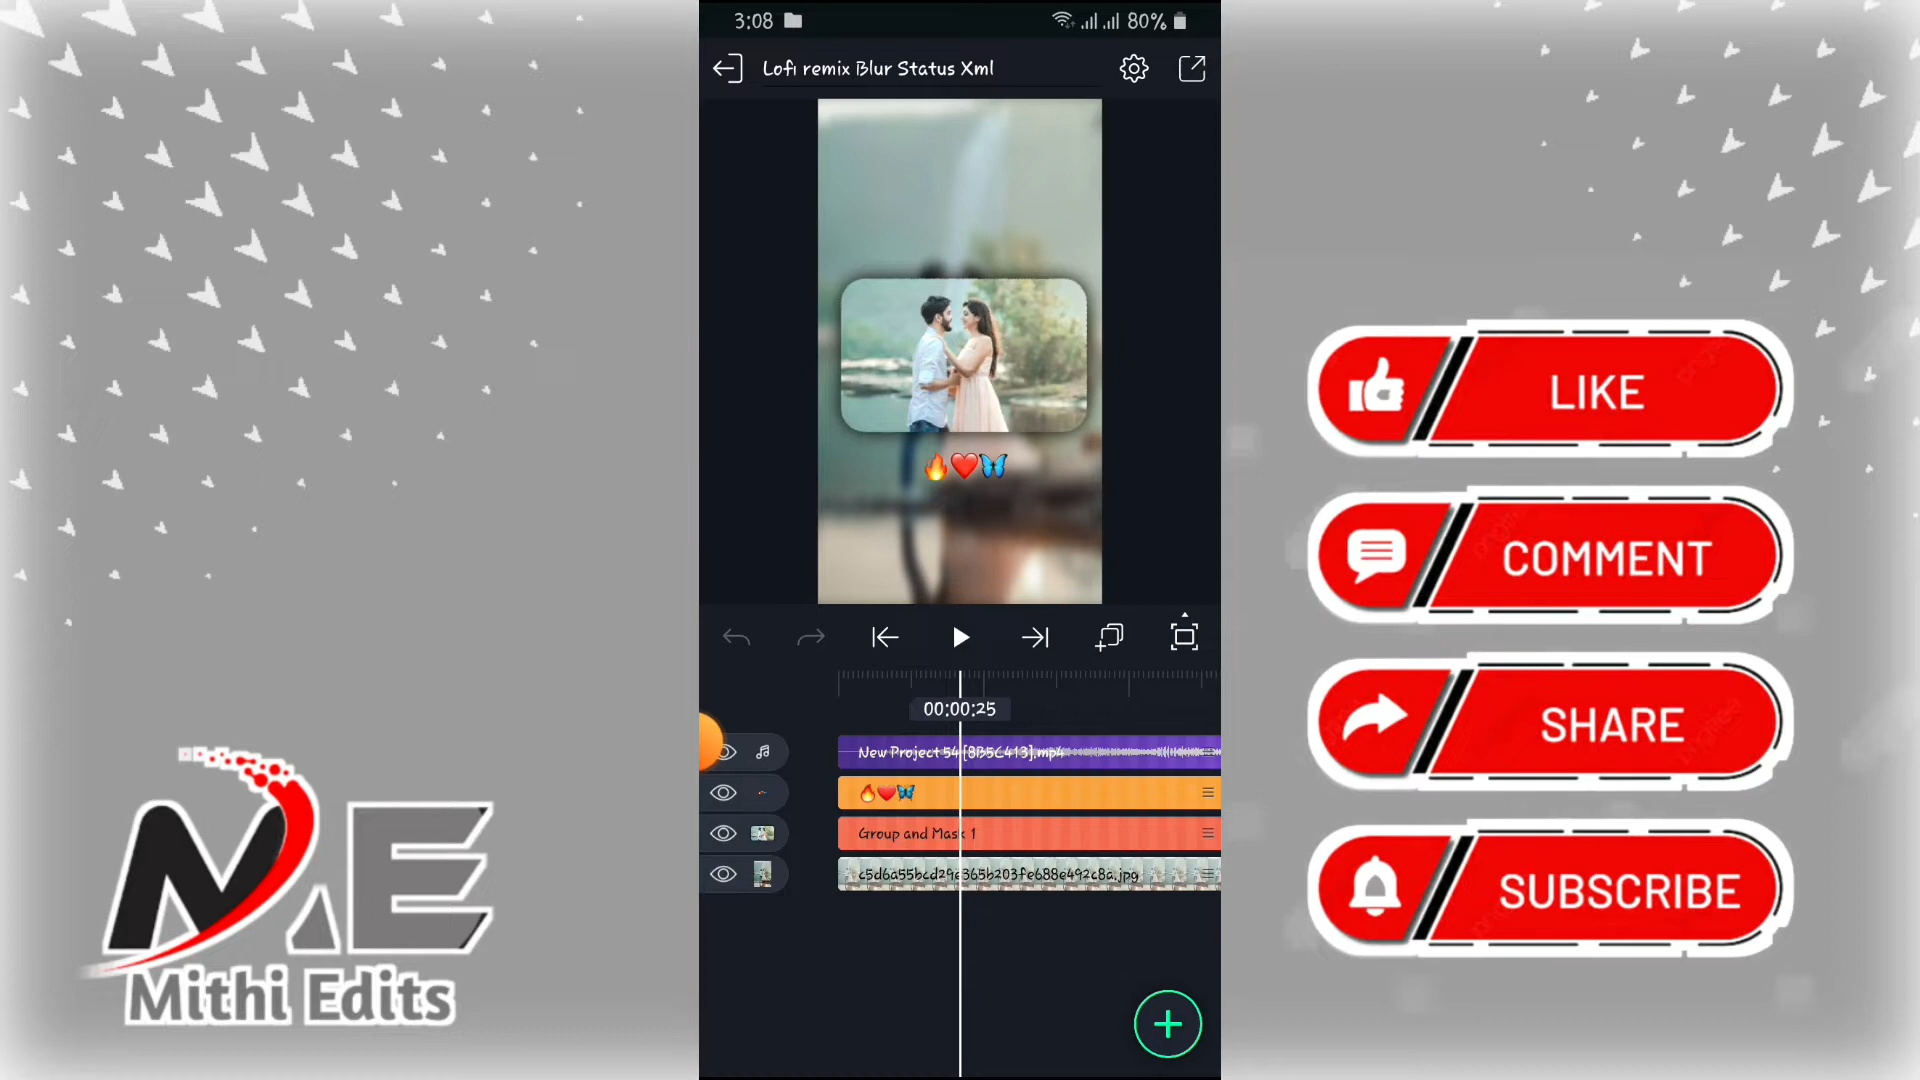 3:08
80%
Lofi remix Blur Status Xml
🔥❤️🦋
00:00:25
New Project 54 [8B5C413].mp4
🔥❤️🦋
Group and Mask 1
c5d6a55bcd29e365b203fe688e492c8a.jpg
ME
Mithi Edits
LIKE
COMMENT
SHARE
SUBSCRIBE